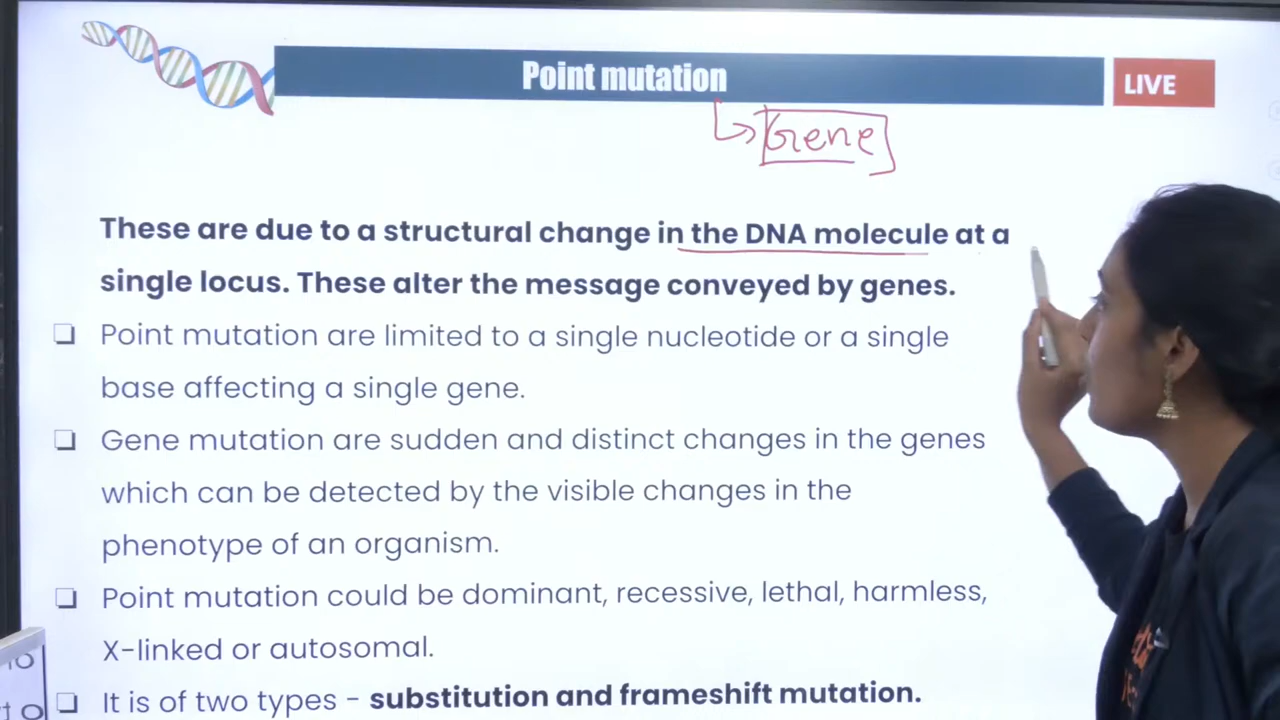 Point mutation
LIVE
Gene
These are due to a structural change in the DNA molecule at a
single locus. These alter the message conveyed by genes.
❑ Point mutation are limited to a single nucleotide or a single
base affecting a single gene.
❑ Gene mutation are sudden and distinct changes in the genes
which can be detected by the visible changes in the
phenotype of an organism.
❑ Point mutation could be dominant, recessive, lethal, harmless,
X-linked or autosomal.
❑ It is of two types - substitution and frameshift mutation.